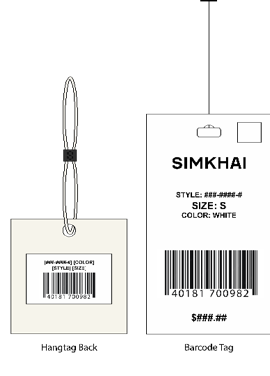 [###-####-#] [COLOR]
[STYLE] [SIZE]
40181 700982
Hangtag Back
SIMKHAI
STYLE: ###-####-#
SIZE: S
COLOR: WHITE
40181 700982
$###.##
Barcode Tag